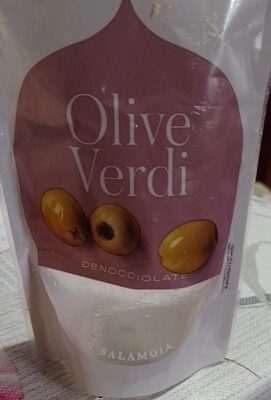 Olive
Verdi
DENOCCIOLATE
SALAMOIA